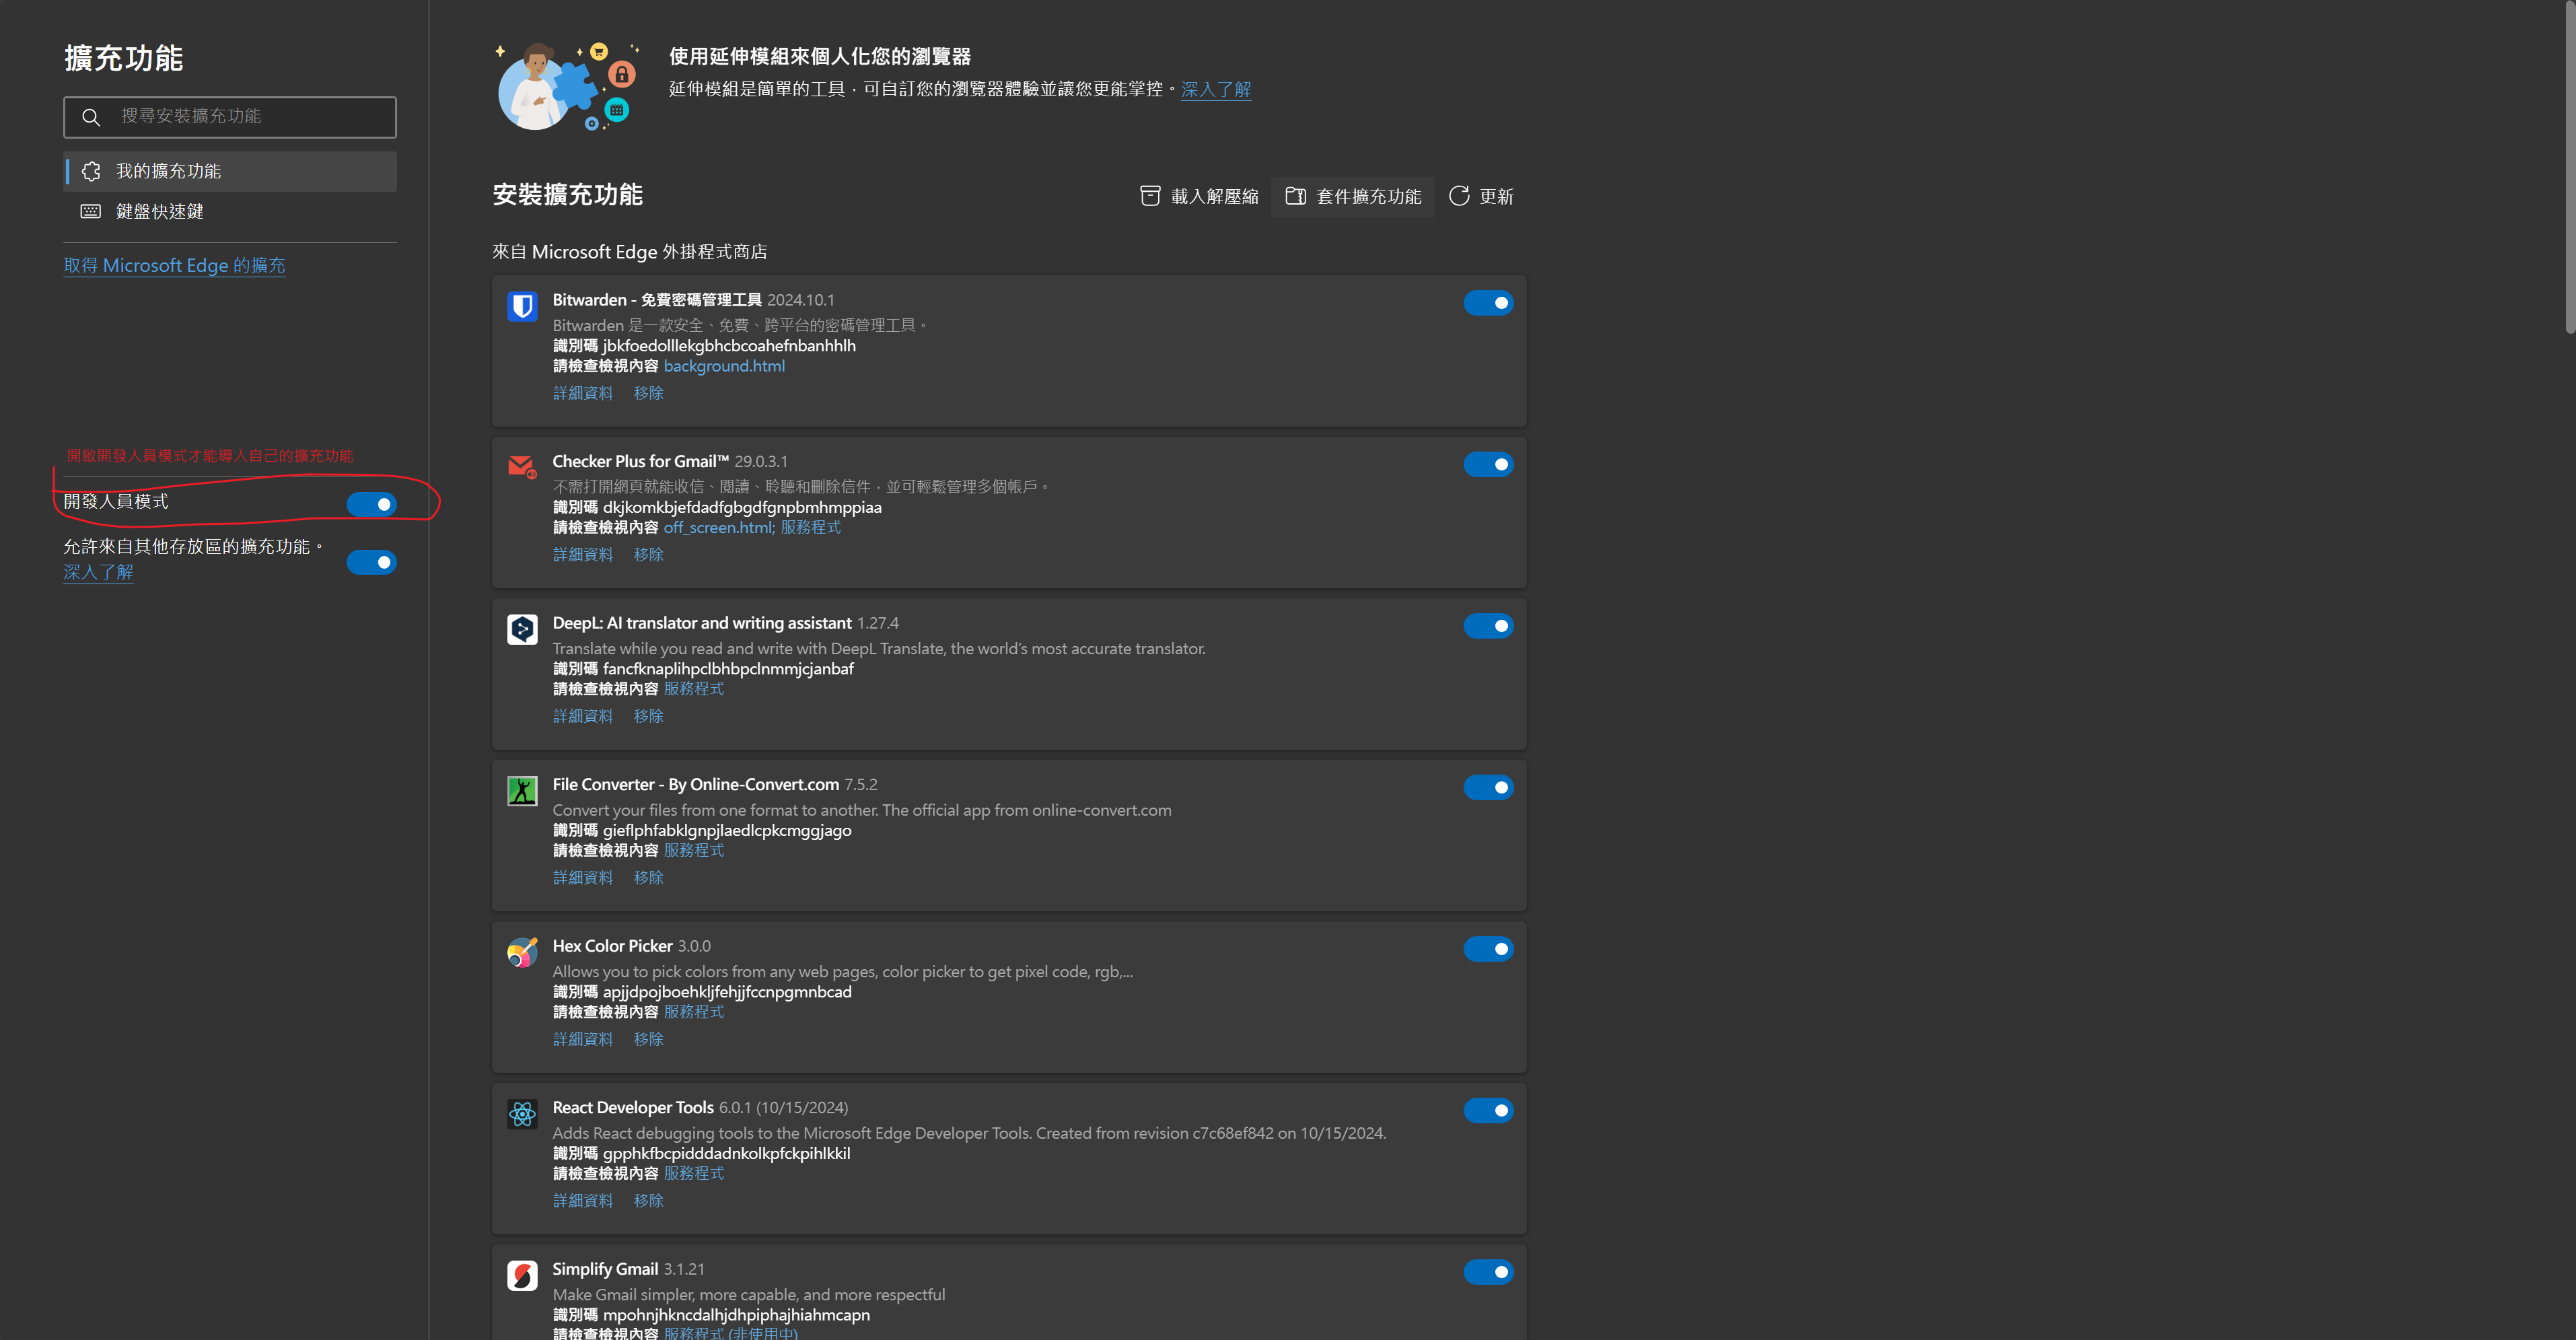 擴充功能
搜尋安裝擴充功能
我的擴充功能
鍵盤快速鍵
取得 Microsoft Edge 的擴充
開啟開發人員模式才能導入自己的擴充功能
開發人員模式
允許來自其他存放區的擴充功能。
深入了解
使用延伸模組來個人化您的瀏覽器
延伸模組是簡單的工具，可自訂您的瀏覽器體驗並讓您更能掌控。深入了解
安裝擴充功能
載入解壓縮
套件擴充功能
更新
來自 Microsoft Edge 外掛程式商店
Bitwarden - 免費密碼管理工具 2024.10.1
Bitwarden 是一款安全、免費、跨平台的密碼管理工具。
識別碼 jbkfoedolllekgbhcbcoahefnbanhhlh
請檢查檢視內容 background.html
詳細資料 移除
Checker Plus for Gmail™ 29.0.3.1
不需打開網頁就能收信、閱讀、聆聽和刪除信件，並可輕鬆管理多個帳戶。
識別碼 dkjkomkbjefdadfgbgdfgnpbmhmppiaa
請檢查檢視內容 off_screen.html; 服務程式
詳細資料 移除
DeepL: AI translator and writing assistant 1.27.4
Translate while you read and write with DeepL Translate, the world’s most accurate translator.
識別碼 fancfknaplihpclbhbpclnmmjcjanbaf
請檢查檢視內容 服務程式
詳細資料 移除
File Converter - By Online-Convert.com 7.5.2
Convert your files from one format to another. The official app from online-convert.com
識別碼 gieflphfabklgnpjlaedlcpkcmggjago
請檢查檢視內容 服務程式
詳細資料 移除
Hex Color Picker 3.0.0
Allows you to pick colors from any web pages, color picker to get pixel code, rgb,...
識別碼 apjjdpojboehkljfehjjfccnpgmnbcad
請檢查檢視內容 服務程式
詳細資料 移除
React Developer Tools 6.0.1 (10/15/2024)
Adds React debugging tools to the Microsoft Edge Developer Tools. Created from revision c7c68ef842 on 10/15/2024.
識別碼 gpphkfbcpidddadnkolkpfckpihlkkil
請檢查檢視內容 服務程式
詳細資料 移除
Simplify Gmail 3.1.21
Make Gmail simpler, more capable, and more respectful
識別碼 mpohnjhkncdalhjdhpiphajhiahmcapn
請檢查檢視內容 服務程式 (非使用中)